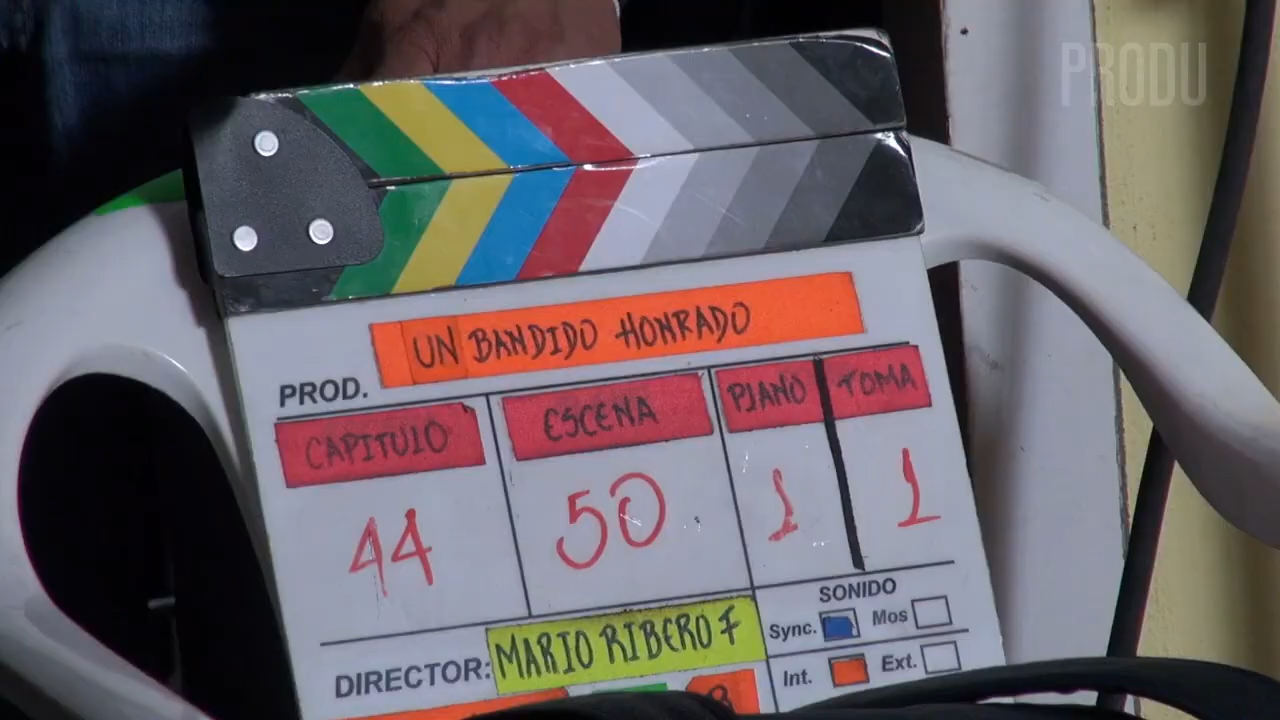 PRODU
UN BANDIDO HONRADO
PROD.
CAPITULO ESCENA PLANO TOMA
44 50 1 1
SONIDO
Sync. Mos
DIRECTOR: MARIO RIBERO F
Int. Ext.